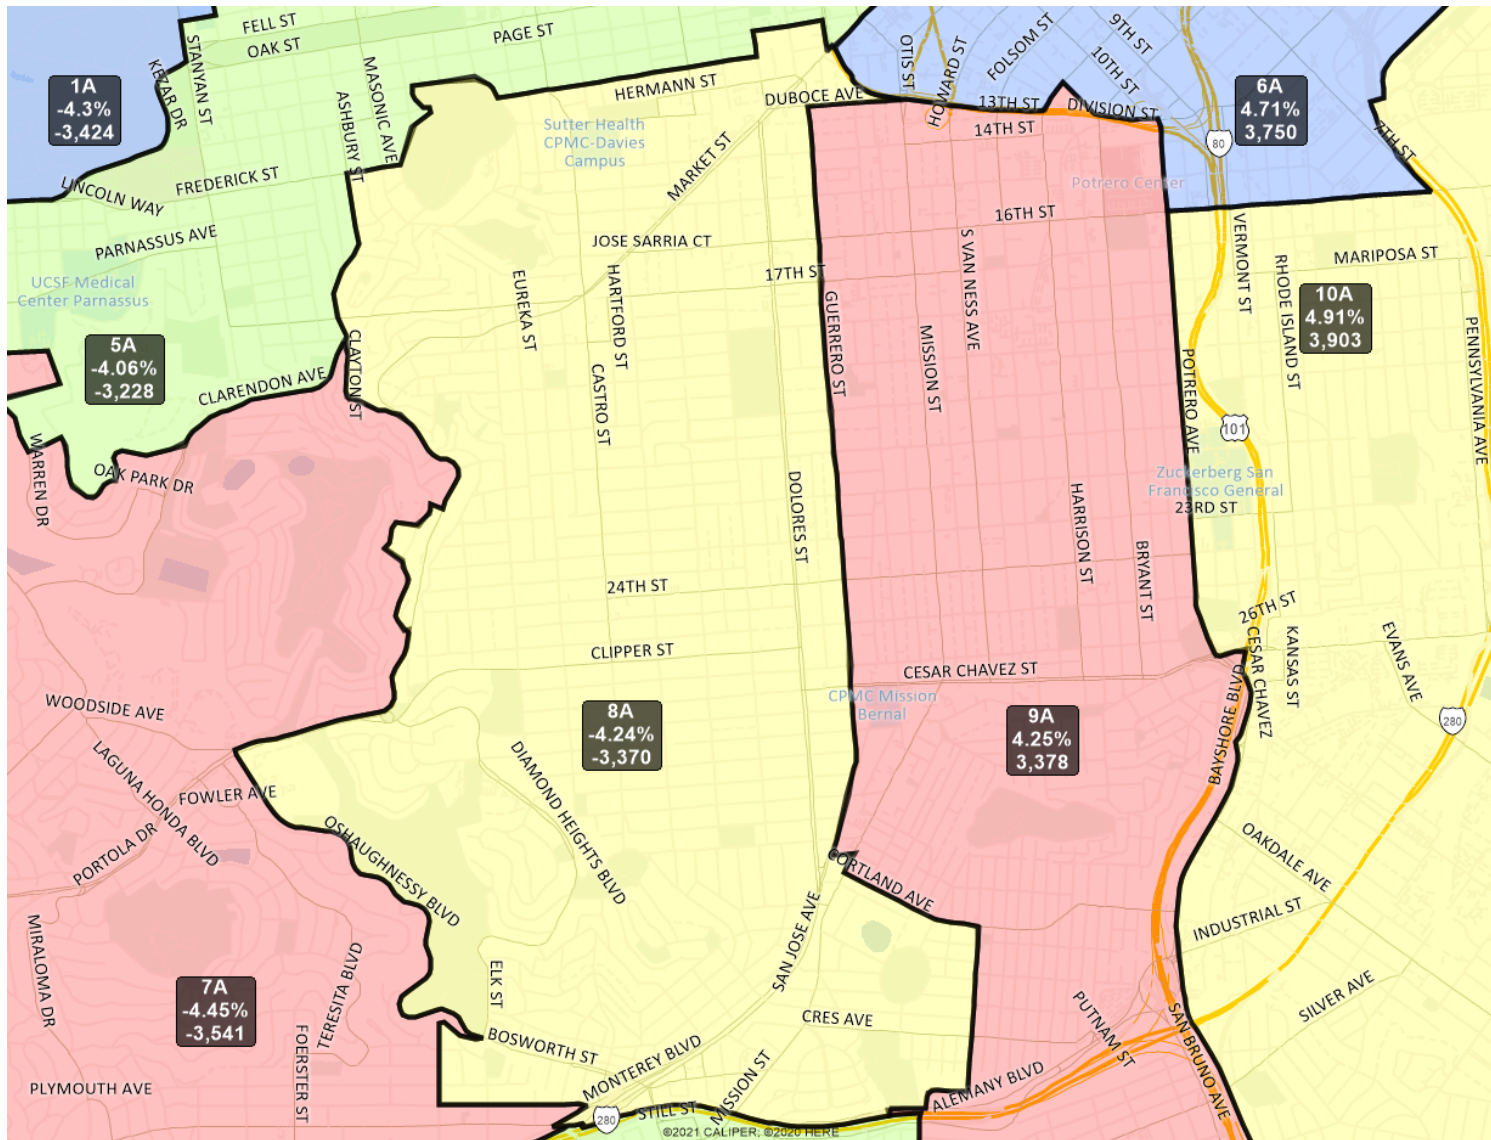 FELL ST
OAK ST
PAGE ST
STANYAN ST
KEZAR DR
MASONIC AVE
ASHBURY ST
1A
-4.3%
-3,424
LINCOLN WAY
FREDERICK ST
PARNASSUS AVE
UCSF Medical
Center Parnassus
5A
-4.06%
-3,228
CLARENDON AVE
CLAYTON ST
WARREN DR
OAK PARK DR
HERMANN ST
DUBOCE AVE
Sutter Health
CPMC-Davies
Campus
MARKET ST
JOSE SARRIA CT
17TH ST
EUREKA ST
HARTFORD ST
CASTRO ST
DOLORES ST
GUERRERO ST
24TH ST
CLIPPER ST
OTIS ST
HOWARD ST
FOLSOM ST
9TH ST
10TH ST
13TH ST
DIVISION ST
14TH ST
6A
4.71%
3,750
80
7TH ST
Potrero Center
16TH ST
S VAN NESS AVE
MISSION ST
VERMONT ST
RHODE ISLAND ST
MARIPOSA ST
10A
4.91%
3,903
PENNSYLVANIA AVE
POTRERO AVE
101
Zuckerberg San
Francisco General
23RD ST
HARRISON ST
BRYANT ST
26TH ST
CESAR CHAVEZ
KANSAS ST
EVANS AVE
280
CESAR CHAVEZ ST
CPMC Mission
Bernal
BAYSHORE BLVD
8A
-4.24%
-3,370
9A
4.25%
3,378
WOODSIDE AVE
LAGUNA HONDA BLVD
FOWLER AVE
PORTOLA DR
OSHAUGHNESSY BLVD
DIAMOND HEIGHTS BLVD
CORTLAND AVE
OAKDALE AVE
INDUSTRIAL ST
SILVER AVE
MIRALOMA DR
TERESITA BLVD
7A
-4.45%
-3,541
FOERSTER ST
PLYMOUTH AVE
ELK ST
SAN JOSE AVE
CRES AVE
BOSWORTH ST
MONTEREY BLVD
MISSION ST
280
STILL ST
ALEMANY BLVD
PUTNAM ST
SAN BRUNO AVE
©2021 CALIPER; ©2020 HERE